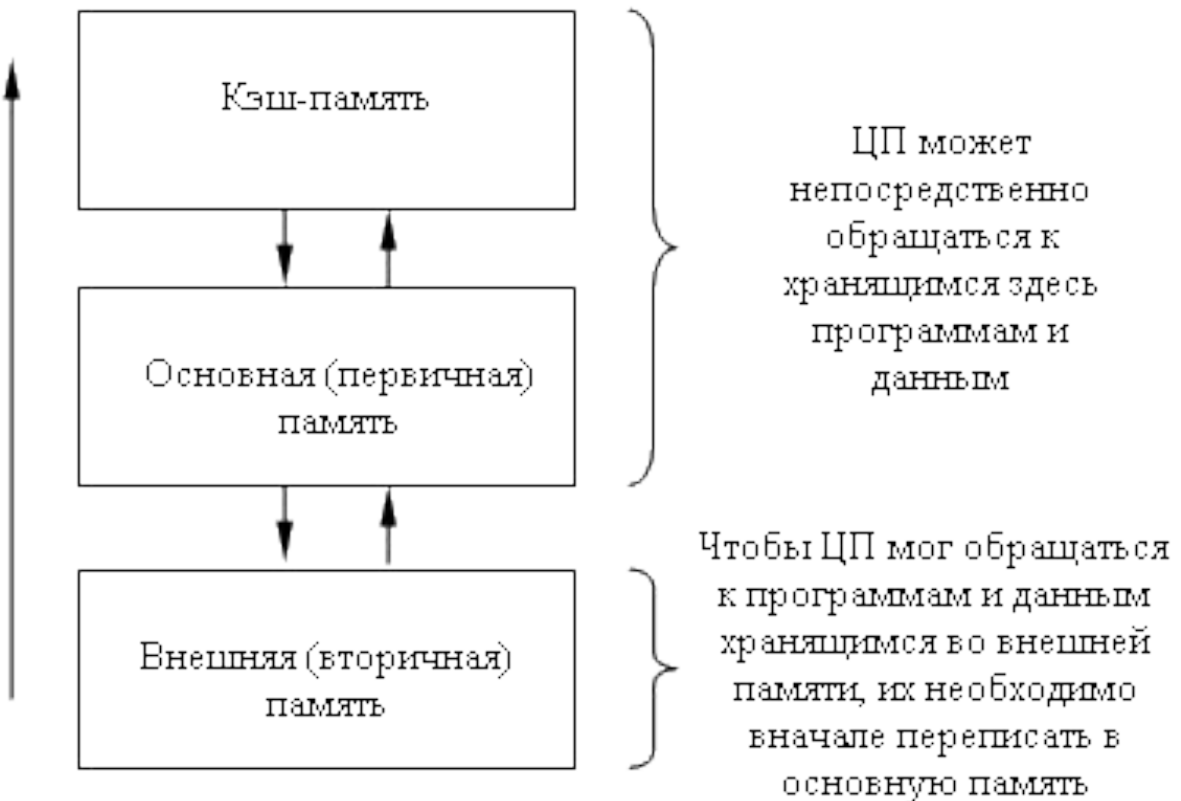 Кэш-память
ЦП может
непосредственно
обращаться к
хранящимся здесь
программам и
данным
Основная (первичная)
память
Чтобы ЦП мог обращаться
к программам и данным
хранящимся во внешней
памяти, их необходимо
вначале переписать в
основную память
Внешняя (вторичная)
память